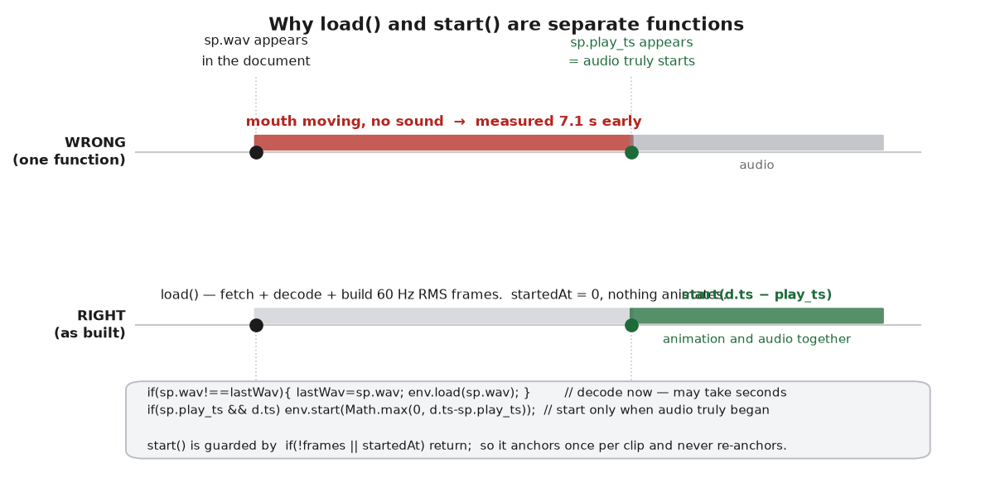 Why load() and start() are separate functions
sp.wav appears
in the document
sp.play_ts appears
= audio truly starts
mouth moving, no sound → measured 7.1 s early
WRONG
(one function)
audio
load() — fetch + decode + build 60 Hz RMS frames.  startedAt = 0, nothing animates.
start(d.ts − play_ts)
RIGHT
(as built)
animation and audio together
if(sp.wav!==lastWav){ lastWav=sp.wav; env.load(sp.wav); }        // decode now — may take seconds
if(sp.play_ts && d.ts) env.start(Math.max(0, d.ts-sp.play_ts));  // start only when audio truly began
start() is guarded by  if(!frames || startedAt) return;  so it anchors once per clip and never re-anchors.